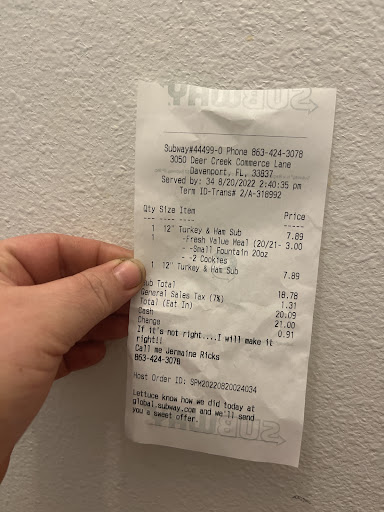 SUBWAY
Subway#44499-0 Phone 863-424-3078
3050 Deer Creek Commerce Lane
Davenport, FL, 33837
Served by: 34 8/20/2022 2:40:35 pm
Term ID-Trans# 2/A-316992
Qty Size Item Price
--- ---- ---- -----
1 12" Turkey & Ham Sub 7.89
1 -Fresh Value Meal (20/21- 3.00
- -Small Fountain 20oz
- -2 Cookies
1 12" Turkey & Ham Sub 7.89
Sub Total 18.78
General Sales Tax (7%) 1.31
Total (Eat In) 20.09
Cash 21.00
Change 0.91
If it's not right....I will make it
right!!
Call me Jermaine Ricks
863-424-3078
Host Order ID: SPM20220820024034
Lettuce know how we did today at
global.subway.com and we'll send
you a sweet offer.
SUBWAY